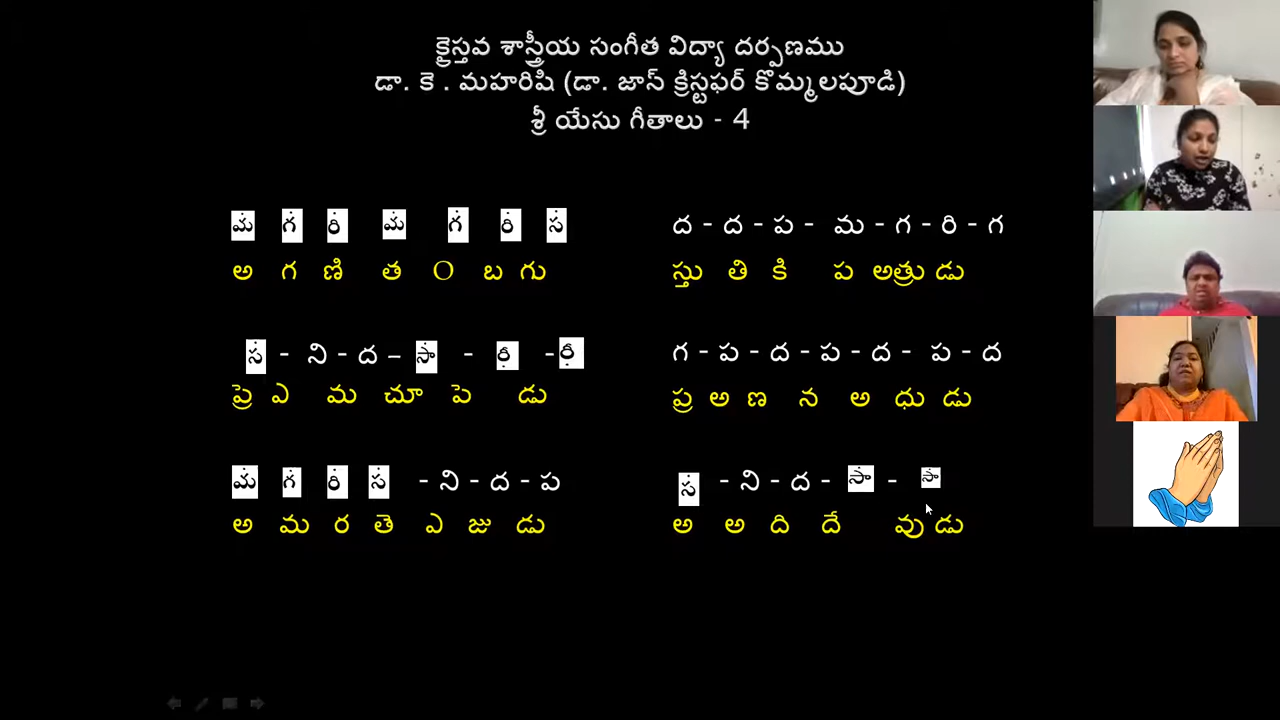 క్రైస్తవ శాస్త్రీయ సంగీత విద్యా దర్పణము
డా. కె . మహరిషి (డా. జాస్ క్రిస్టఫర్ కొమ్మలపూడి)
శ్రీ యేసు గీతాలు - 4
మ గ రి మ గ రి స
అ గ ణి త O బ గు
స - ని - ద – సా - రీ - రీ
ప్రె ఎ మ చూ పె డు
మ గ రి స - ని - ద - ప
అ మ ర తె ఎ జు డు
ద - ద - ప - మ - గ - రి - గ
స్తు తి కి ప అత్రు డు
గ - ప - ద - ప - ద - ప - ద
ప్ర అ ణ న అ ధు డు
స - ని - ద - సా - సా
అ అ ది దే వు డు